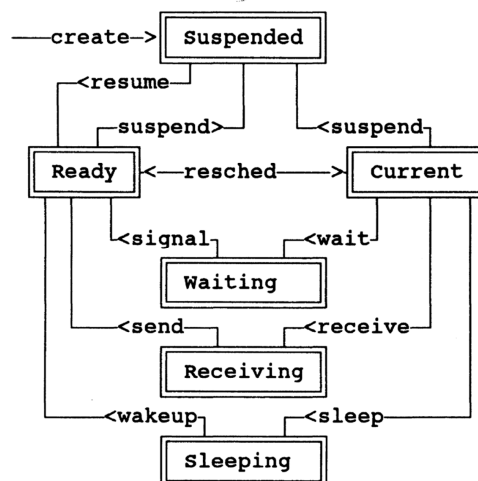 create> Suspended
<resume
suspend> <suspend
Ready <resched> Current
<signal <wait
Waiting
<send <receive
Receiving
<wakeup <sleep
Sleeping